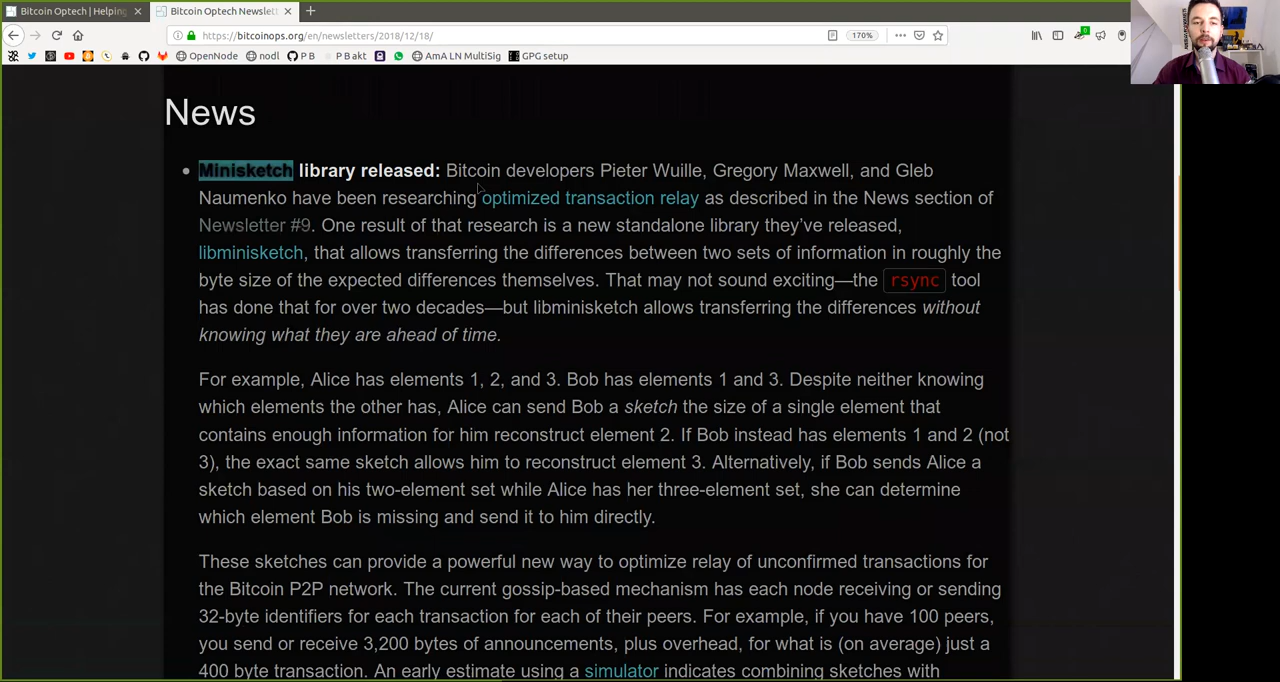 Bitcoin Optech | Helping
Bitcoin Optech Newslett
https://bitcoinops.org/en/newsletters/2018/12/18/
170%
0
OpenNode
nodl
P B
P B akt
AmA LN MultiSig
GPG setup
News
Minisketch library released: Bitcoin developers Pieter Wuille, Gregory Maxwell, and Gleb
Naumenko have been researching optimized transaction relay as described in the News section of
Newsletter #9. One result of that research is a new standalone library they've released,
libminisketch, that allows transferring the differences between two sets of information in roughly the
byte size of the expected differences themselves. That may not sound exciting—the rsync tool
has done that for over two decades—but libminisketch allows transferring the differences without
knowing what they are ahead of time.
For example, Alice has elements 1, 2, and 3. Bob has elements 1 and 3. Despite neither knowing
which elements the other has, Alice can send Bob a sketch the size of a single element that
contains enough information for him reconstruct element 2. If Bob instead has elements 1 and 2 (not
3), the exact same sketch allows him to reconstruct element 3. Alternatively, if Bob sends Alice a
sketch based on his two-element set while Alice has her three-element set, she can determine
which element Bob is missing and send it to him directly.
These sketches can provide a powerful new way to optimize relay of unconfirmed transactions for
the Bitcoin P2P network. The current gossip-based mechanism has each node receiving or sending
32-byte identifiers for each transaction for each of their peers. For example, if you have 100 peers,
you send or receive 3,200 bytes of announcements, plus overhead, for what is (on average) just a
400 byte transaction. An early estimate using a simulator indicates combining sketches with